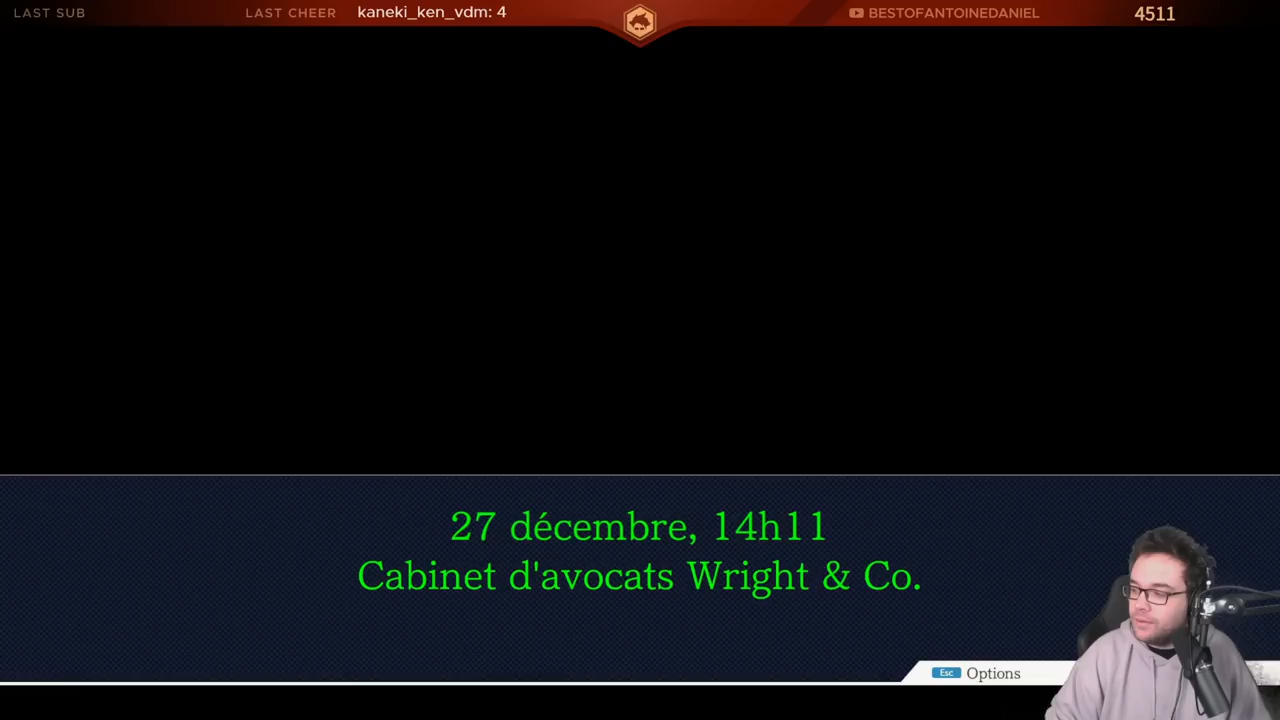 LAST SUB
LAST CHEER kaneki_ken_vdm: 4
BESTOFANTOINEDANIEL
4511
27 décembre, 14h11
Cabinet d'avocats Wright & Co.
Esc Options